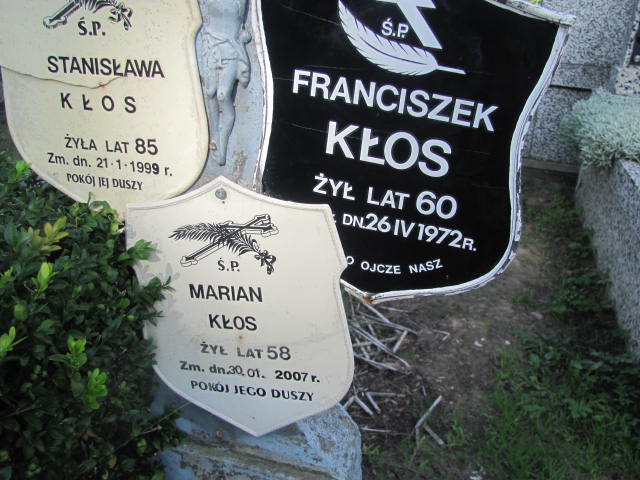 Ś.P.
STANISŁAWA
KŁOS
ŻYŁA LAT 85
Zm. dn. 21-1-1999 r.
POKÓJ JEJ DUSZY
Ś.P.
FRANCISZEK
KŁOS
ŻYŁ LAT 60
DN. 26 IV 1972 R.
O OJCZE NASZ
Ś.P.
MARIAN
KŁOS
ŻYŁ LAT 58
Zm. dn. 30. 01. 2007 r.
POKÓJ JEGO DUSZY